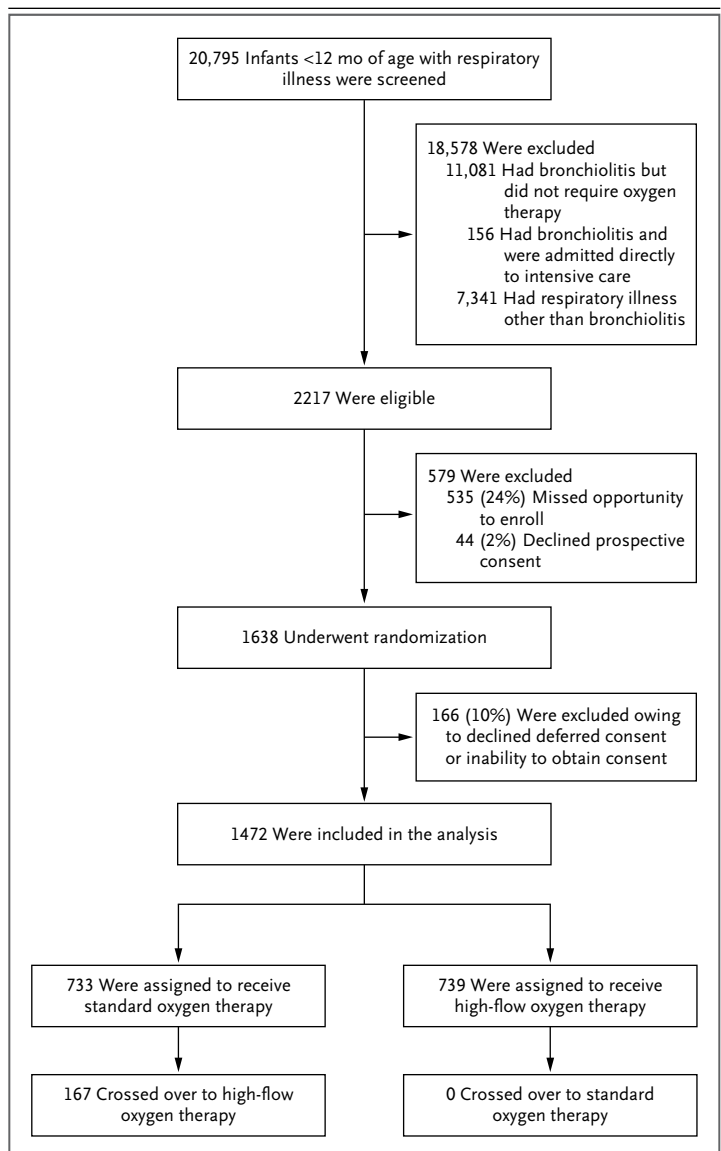 20,795 Infants <12 mo of age with respiratory
illness were screened
18,578 Were excluded
11,081 Had bronchiolitis but
did not require oxygen
therapy
156 Had bronchiolitis and
were admitted directly
to intensive care
7,341 Had respiratory illness
other than bronchiolitis
2217 Were eligible
579 Were excluded
535 (24%) Missed opportunity
to enroll
44 (2%) Declined prospective
consent
1638 Underwent randomization
166 (10%) Were excluded owing
to declined deferred consent
or inability to obtain consent
1472 Were included in the analysis
733 Were assigned to receive
standard oxygen therapy
739 Were assigned to receive
high-flow oxygen therapy
167 Crossed over to high-flow
oxygen therapy
0 Crossed over to standard
oxygen therapy